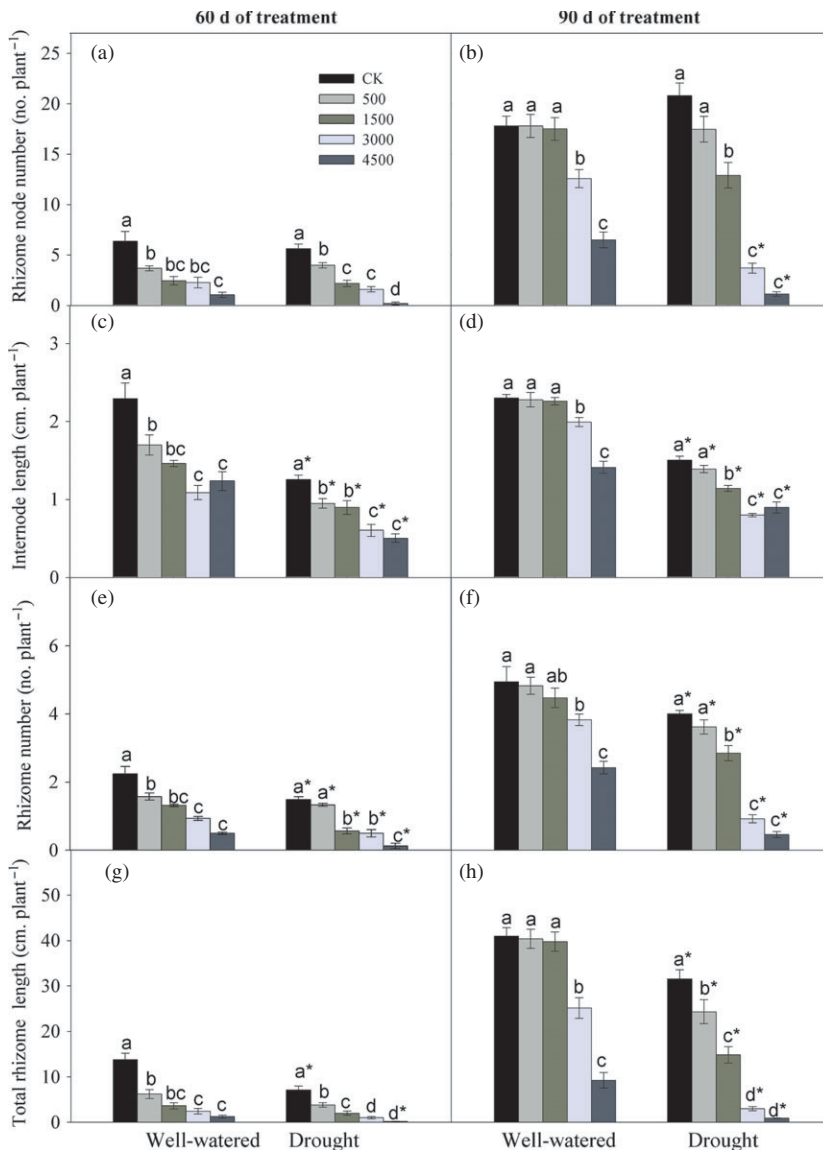 60 d of treatment
90 d of treatment
Rhizome node number (no. plant⁻¹)
25
20
15
10
5
0
(a)
CK
500
1500
3000
4500
a b bc bc c
a b c c d
(b)
a a a b c
a a b c* c*
Internode length (cm. plant⁻¹)
3
2
1
0
(c)
a b bc c c
a* b* b* c* c*
(d)
a a a b c
a* a* b* c* c*
Rhizome number (no. plant⁻¹)
6
4
2
0
(e)
a b bc c c
a* a* b* b* c*
(f)
a a ab b c
a* a* b* c* c*
Total rhizome length (cm. plant⁻¹)
50
40
30
20
10
0
(g)
a b bc c c
a* b c d d*
(h)
a a a b c
a* b* c* d* d*
Well-watered Drought
Well-watered Drought